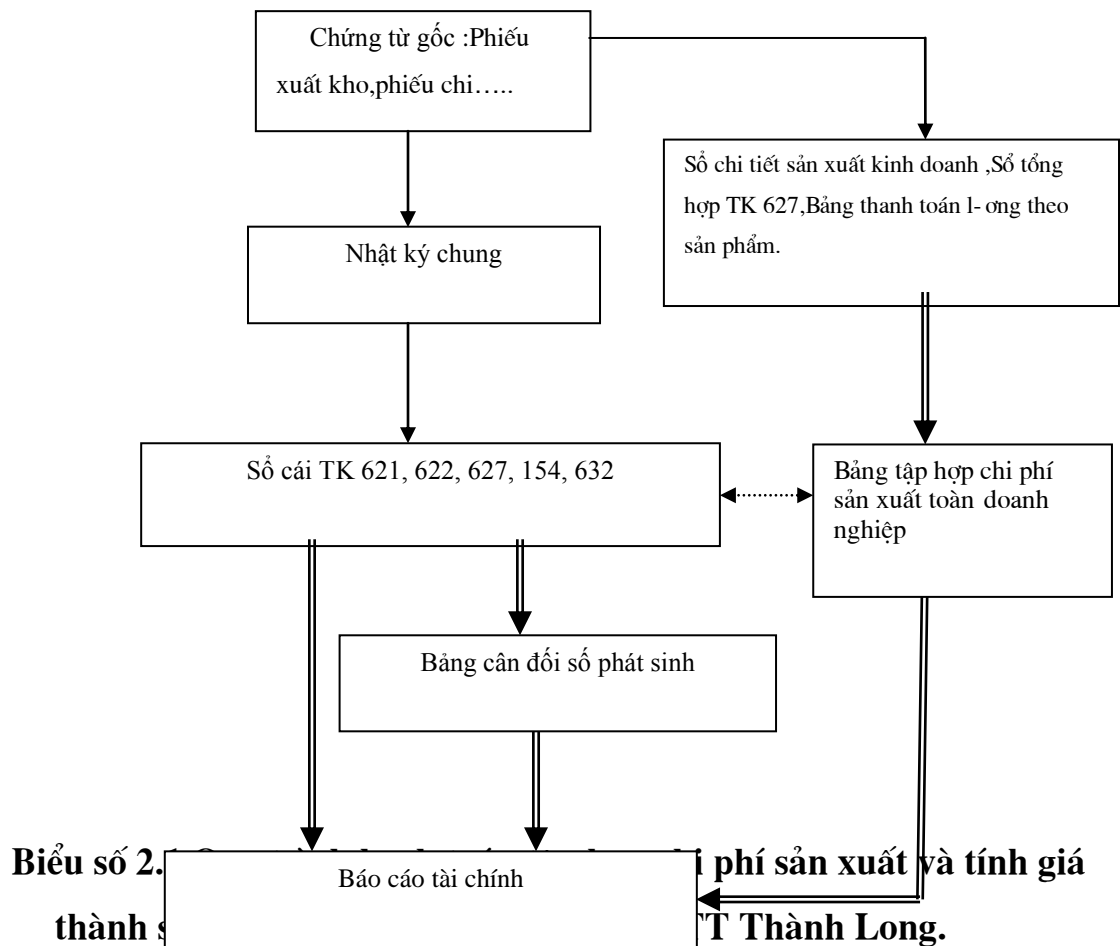 Chứng từ gốc :Phiếu
xuất kho,phiếu chi…..
Sổ chi tiết sản xuất kinh doanh ,Sổ tổng
hợp TK 627,Bảng thanh toán l- ơng theo
sản phẩm.
Nhật ký chung
Sổ cái TK 621, 622, 627, 154, 632
Bảng tập hợp chi phí
sản xuất toàn doanh
nghiệp
Bảng cân đối số phát sinh
Báo cáo tài chính
Biểu số 2. phí sản xuất và tính giá
thành Thành Long.